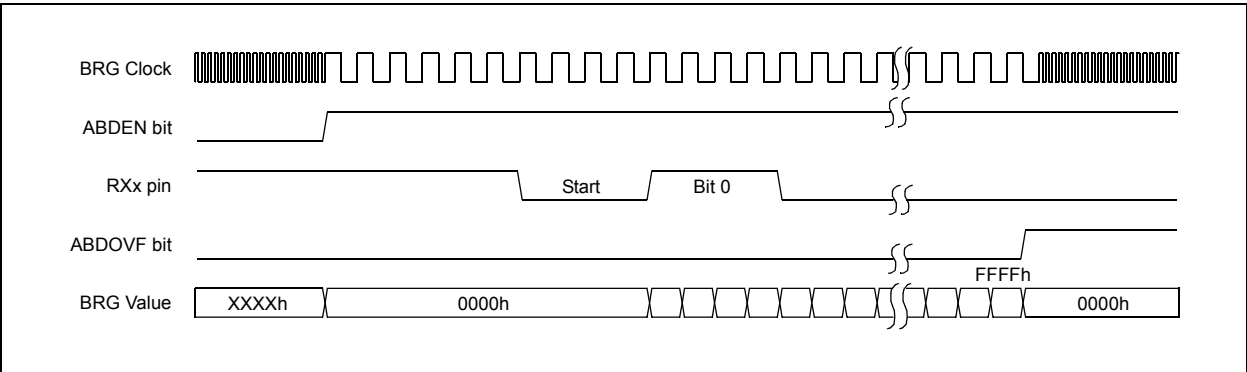 BRG Clock
ABDEN bit
RXx pin Start Bit 0
ABDOVF bit
FFFFh
BRG Value XXXXh 0000h 0000h